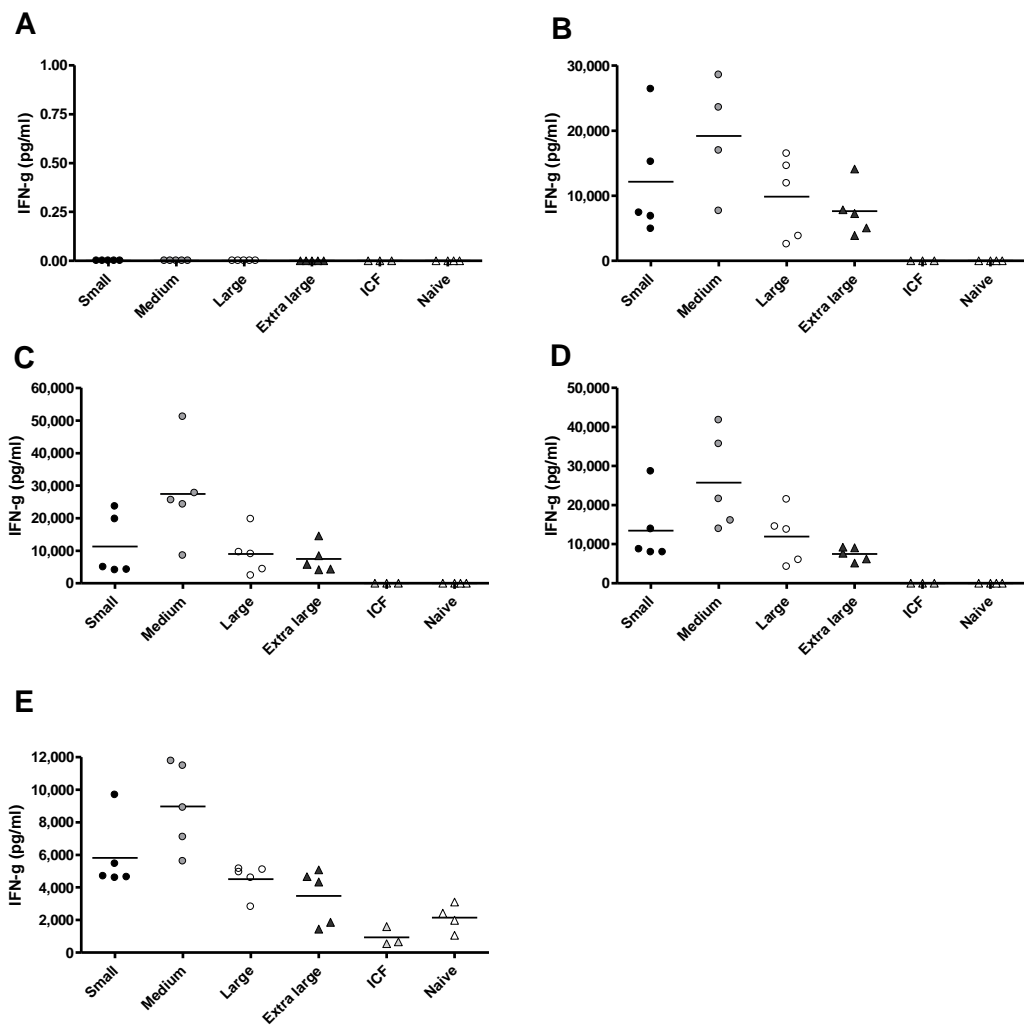 A
IFN-g (pg/ml)
1.00
0.75
0.50
0.25
0.00
Small
Medium
Large
Extra large
ICF
Naive
B
IFN-g (pg/ml)
30,000
20,000
10,000
0
Small
Medium
Large
Extra large
ICF
Naive
C
IFN-g (pg/ml)
60,000
50,000
40,000
30,000
20,000
10,000
0
Small
Medium
Large
Extra large
ICF
Naive
D
IFN-g (pg/ml)
50,000
40,000
30,000
20,000
10,000
0
Small
Medium
Large
Extra large
ICF
Naive
E
IFN-g (pg/ml)
12,000
10,000
8,000
6,000
4,000
2,000
0
Small
Medium
Large
Extra large
ICF
Naive